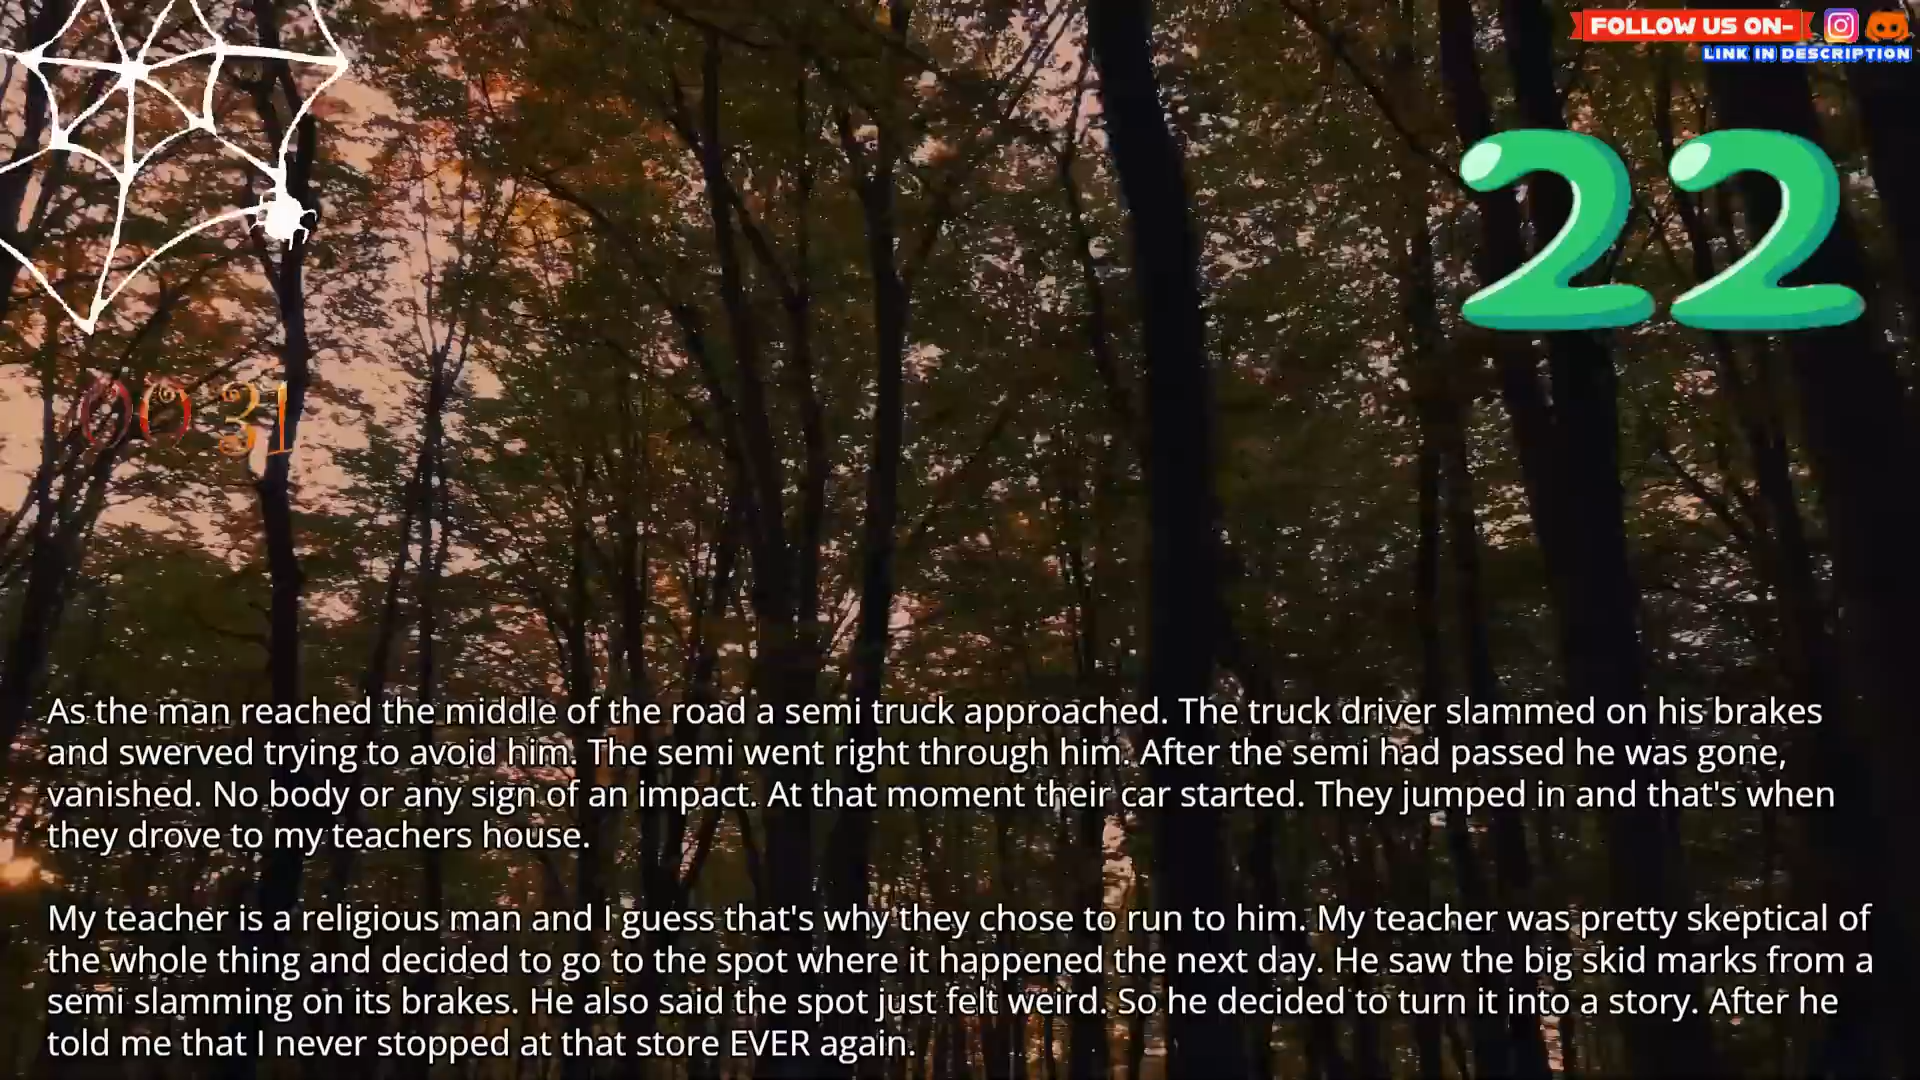 FOLLOW US ON-
LINK IN DESCRIPTION
22
00 31
As the man reached the middle of the road a semi truck approached. The truck driver slammed on his brakes
and swerved trying to avoid him. The semi went right through him. After the semi had passed he was gone,
vanished. No body or any sign of an impact. At that moment their car started. They jumped in and that's when
they drove to my teachers house.
My teacher is a religious man and I guess that's why they chose to run to him. My teacher was pretty skeptical of
the whole thing and decided to go to the spot where it happened the next day. He saw the big skid marks from a
semi slamming on its brakes. He also said the spot just felt weird. So he decided to turn it into a story. After he
told me that I never stopped at that store EVER again.